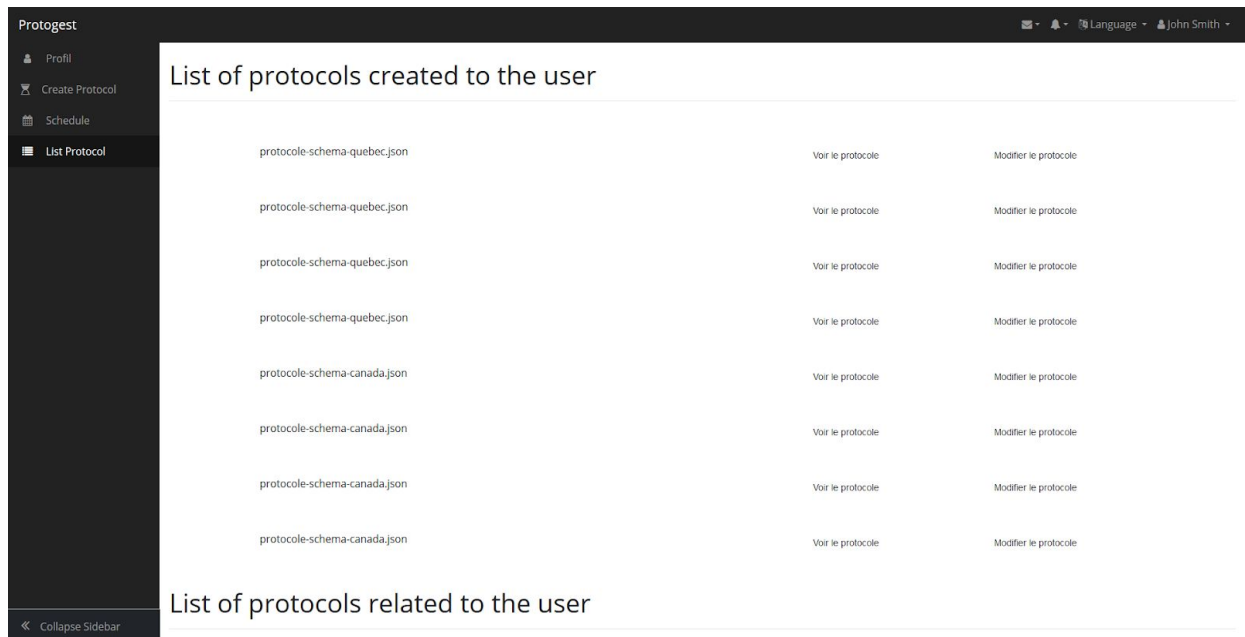 Protogest
Language
John Smith
Profil
Create Protocol
Schedule
List Protocol
List of protocols created to the user
protocole-schema-quebec.json Voir le protocole Modifier le protocole
protocole-schema-quebec.json Voir le protocole Modifier le protocole
protocole-schema-quebec.json Voir le protocole Modifier le protocole
protocole-schema-quebec.json Voir le protocole Modifier le protocole
protocole-schema-canada.json Voir le protocole Modifier le protocole
protocole-schema-canada.json Voir le protocole Modifier le protocole
protocole-schema-canada.json Voir le protocole Modifier le protocole
protocole-schema-canada.json Voir le protocole Modifier le protocole
List of protocols related to the user
Collapse Sidebar